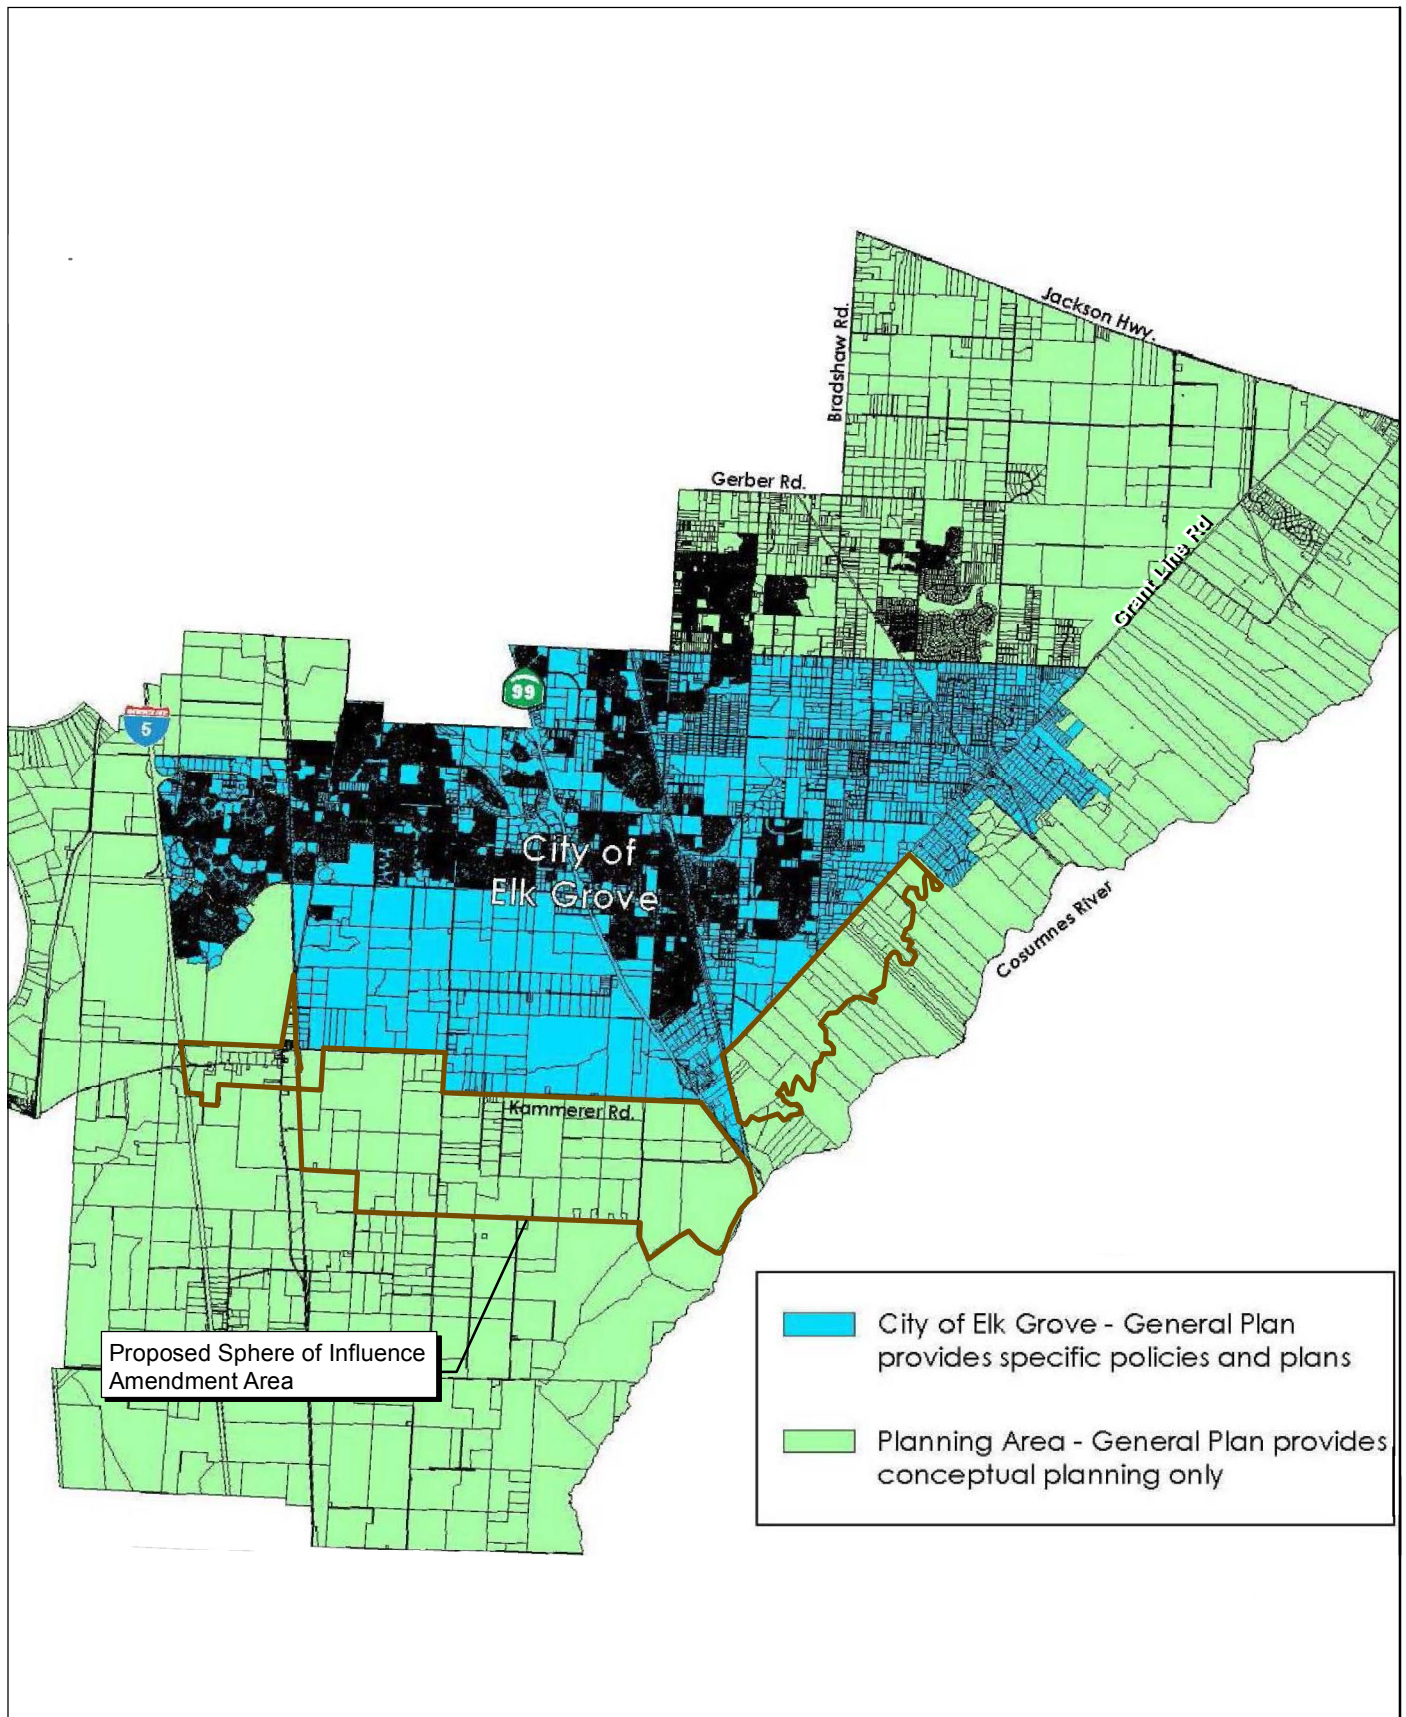 Jackson Hwy.
Bradshaw Rd.
Gerber Rd.
Grant Line Rd
99
5
City of
Elk Grove
Cosumnes River
Kammerer Rd.
Proposed Sphere of Influence
Amendment Area
City of Elk Grove - General Plan
provides specific policies and plans
Planning Area - General Plan provides
conceptual planning only